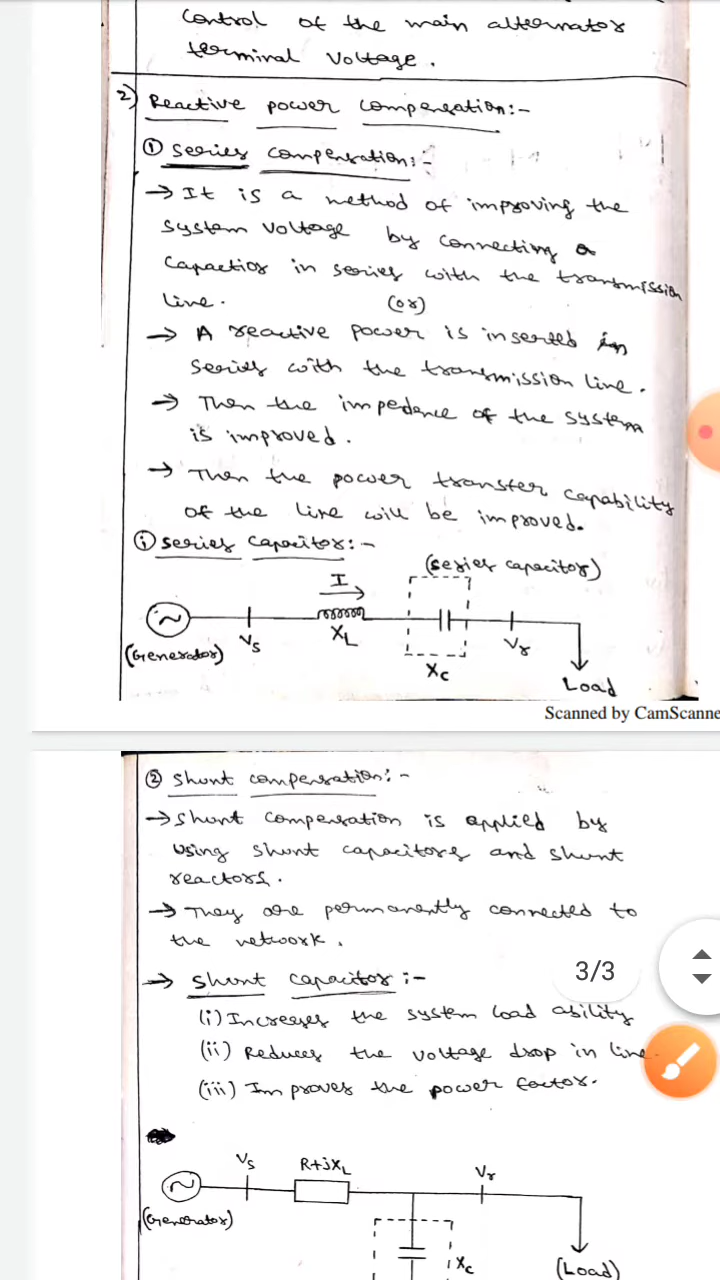 Control of the main alternator
terminal voltage.
2) Reactive power compensation:-
① series compensation:-
→ It is a method of improving the
system voltage by connecting a
Capactior in series with the transmission
line. (or)
→ A reactive power is inserted in
series with the transmission line.
→ Then the impedence of the system
is improved.
→ Then the power transfer capability
of the line will be improved.
① series capacitor:-
(series capacitor)
I
(Generator)
Vs
XL
Xc
Vr
Load
Scanned by CamScanne
② Shunt compensation:-
→ Shunt compensation is applied by
using shunt capacitors and shunt
reactors.
→ They are permanently connected to
the network.
3/3
→ Shunt capacitor:-
(i) Increases the system load ability
(ii) Reduces the voltage drop in line.
(iii) Improves the power factor.
Vs
R+jXL
Vr
(Generator)
Xc
(Load)